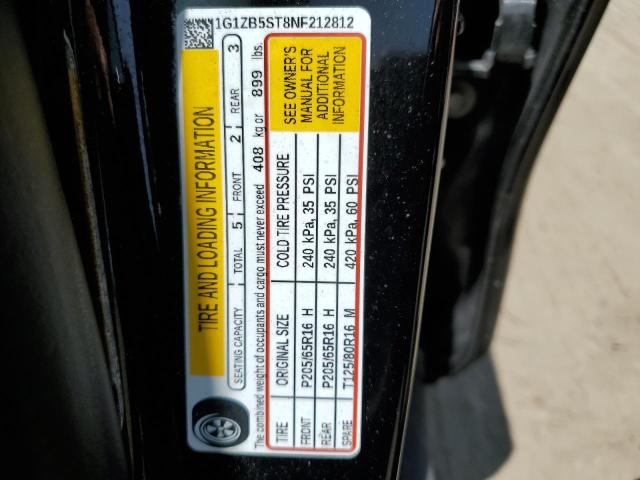 1G1ZB5ST8NF212812
TIRE AND LOADING INFORMATION
SEATING CAPACITY TOTAL 5 FRONT 2 REAR 3
The combined weight of occupants and cargo must never exceed 408 kg or 899 lbs.
TIRE ORIGINAL SIZE COLD TIRE PRESSURE
FRONT P205/65R16 H 240 kPa, 35 PSI
REAR P205/65R16 H 240 kPa, 35 PSI
SPARE T125/80R16 M 420 kPa, 60 PSI
SEE OWNER'S
MANUAL FOR
ADDITIONAL
INFORMATION